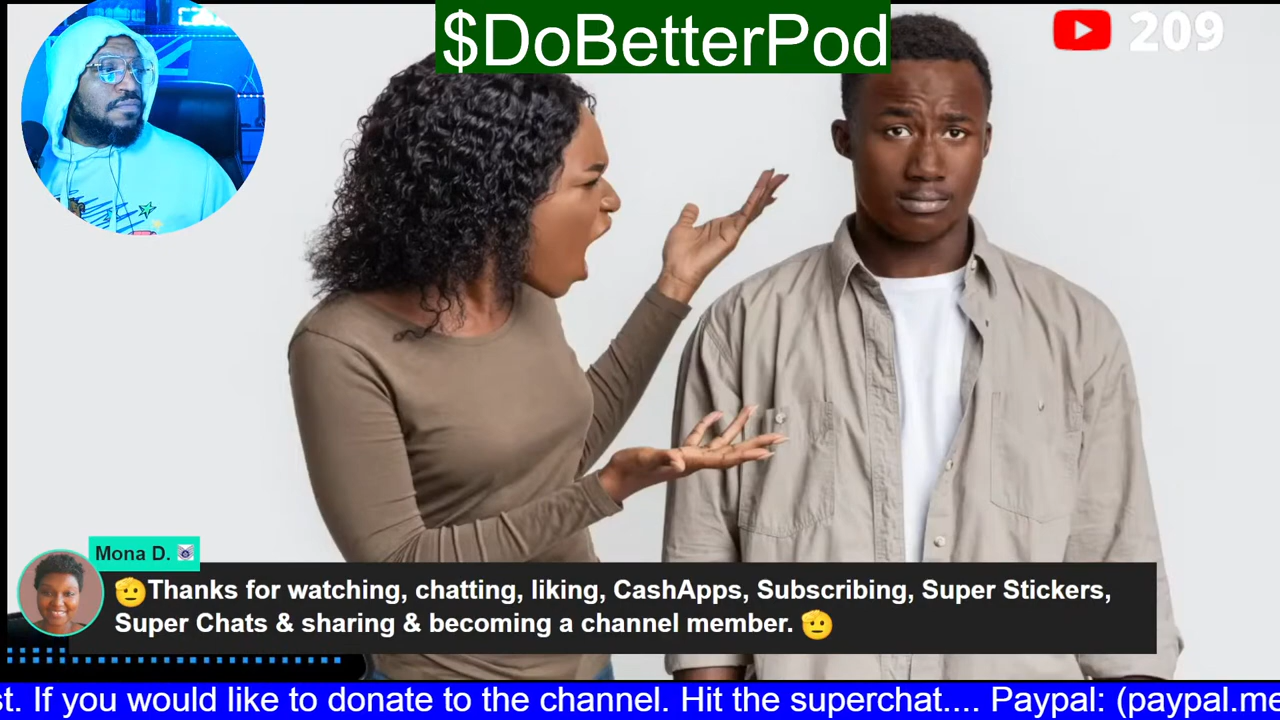 $DoBetterPod
209
Mona D.
🫡Thanks for watching, chatting, liking, CashApps, Subscribing, Super Stickers,
Super Chats & sharing & becoming a channel member. 🫡
st. If you would like to donate to the channel. Hit the superchat.... Paypal: (paypal.me